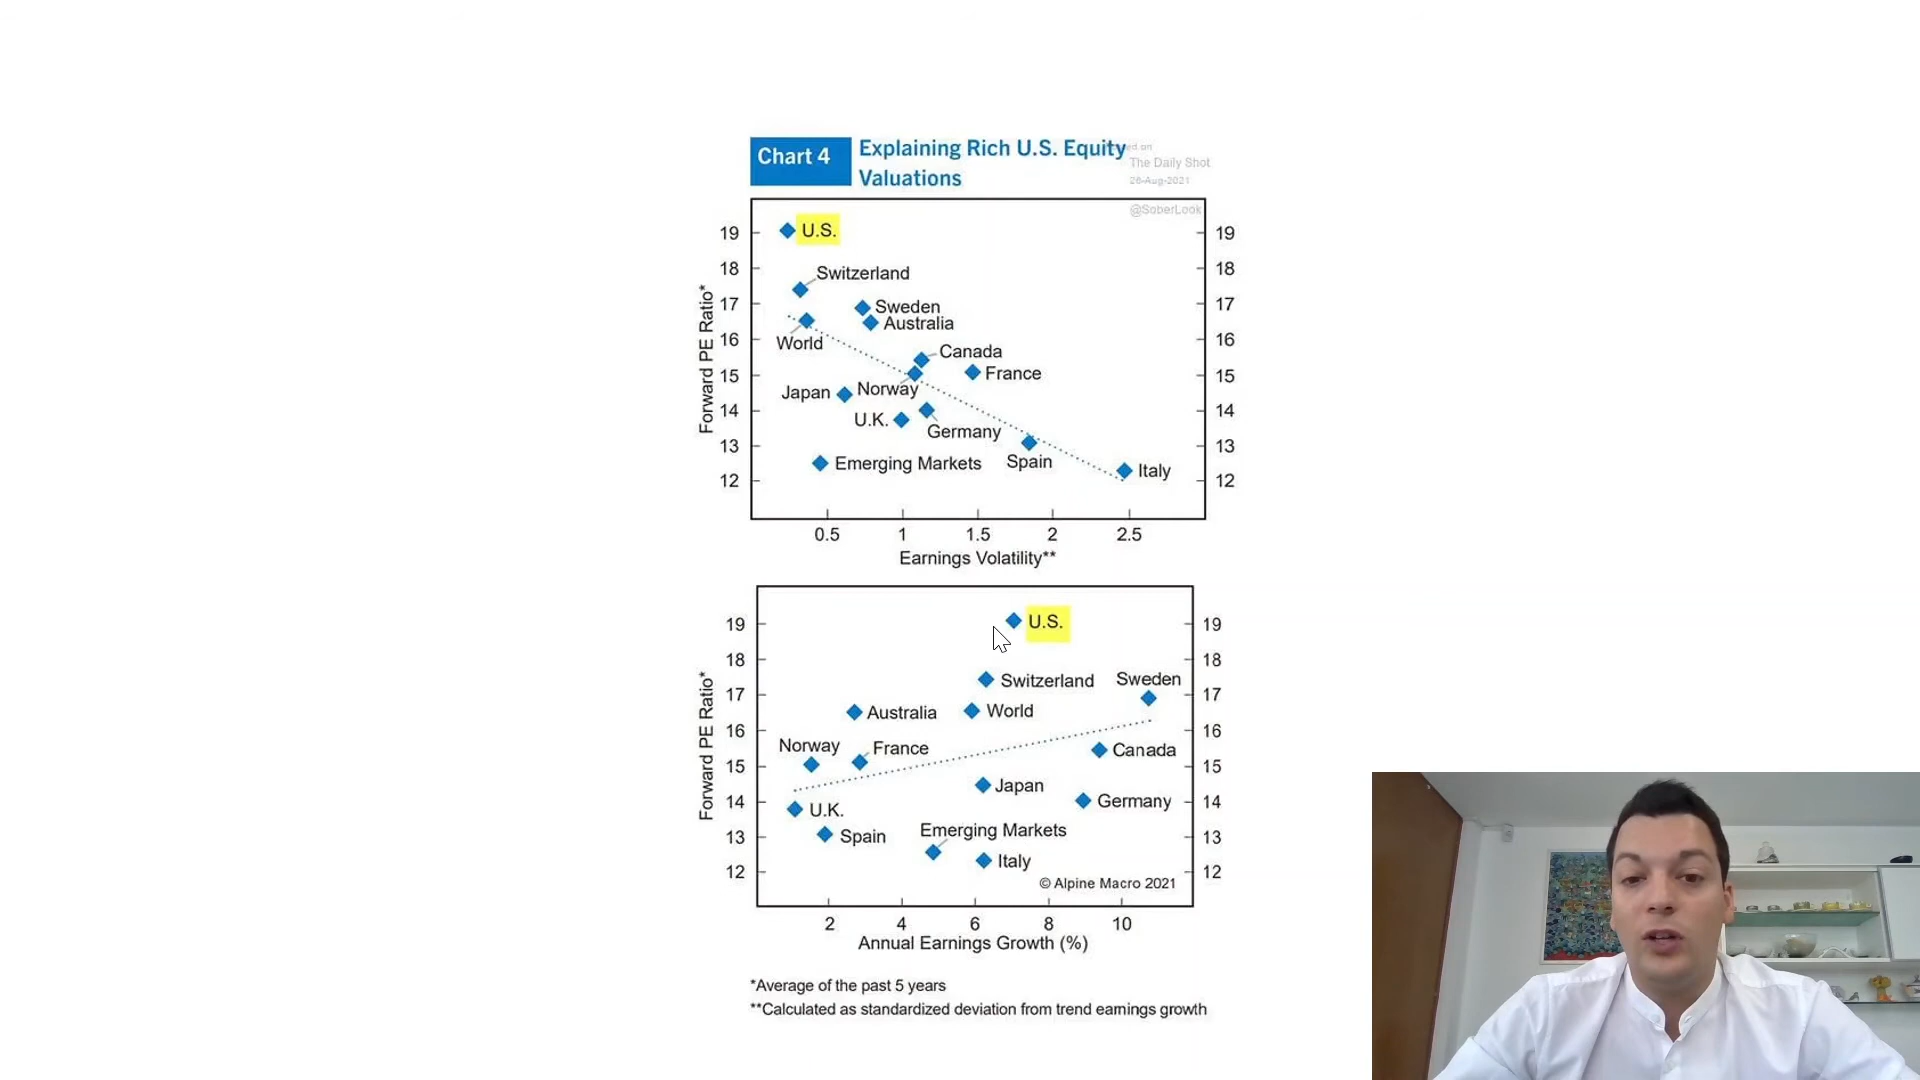 Chart 4
Explaining Rich U.S. Equity
Valuations
Posted on
The Daily Shot
26-Aug-2021
@SoberLook
Forward PE Ratio*
19
18
17
16
15
14
13
12
U.S.
Switzerland
Sweden
Australia
World
Canada
France
Japan
Norway
U.K.
Germany
Emerging Markets
Spain
Italy
19
18
17
16
15
14
13
12
0.5 1 1.5 2 2.5
Earnings Volatility**
Forward PE Ratio*
19
18
17
16
15
14
13
12
U.S.
Switzerland
Sweden
Australia
World
Norway
France
Canada
Japan
Germany
U.K.
Spain
Emerging Markets
Italy
© Alpine Macro 2021
19
18
17
16
15
14
13
12
2 4 6 8 10
Annual Earnings Growth (%)
*Average of the past 5 years
**Calculated as standardized deviation from trend earnings growth